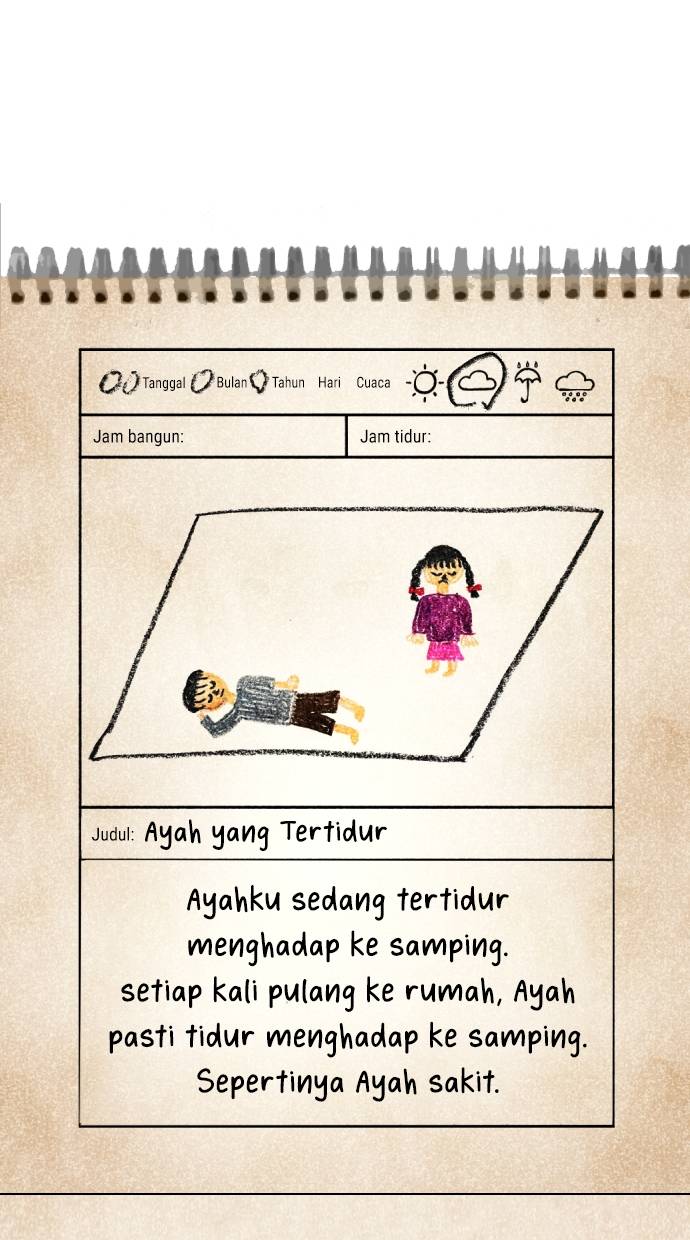 Tanggal Bulan Tahun Hari Cuaca
Jam bangun: Jam tidur:
Judul: Ayah yang Tertidur
Ayahku sedang tertidur
menghadap ke samping.
setiap kali pulang ke rumah, Ayah
pasti tidur menghadap ke samping.
Sepertinya Ayah sakit.